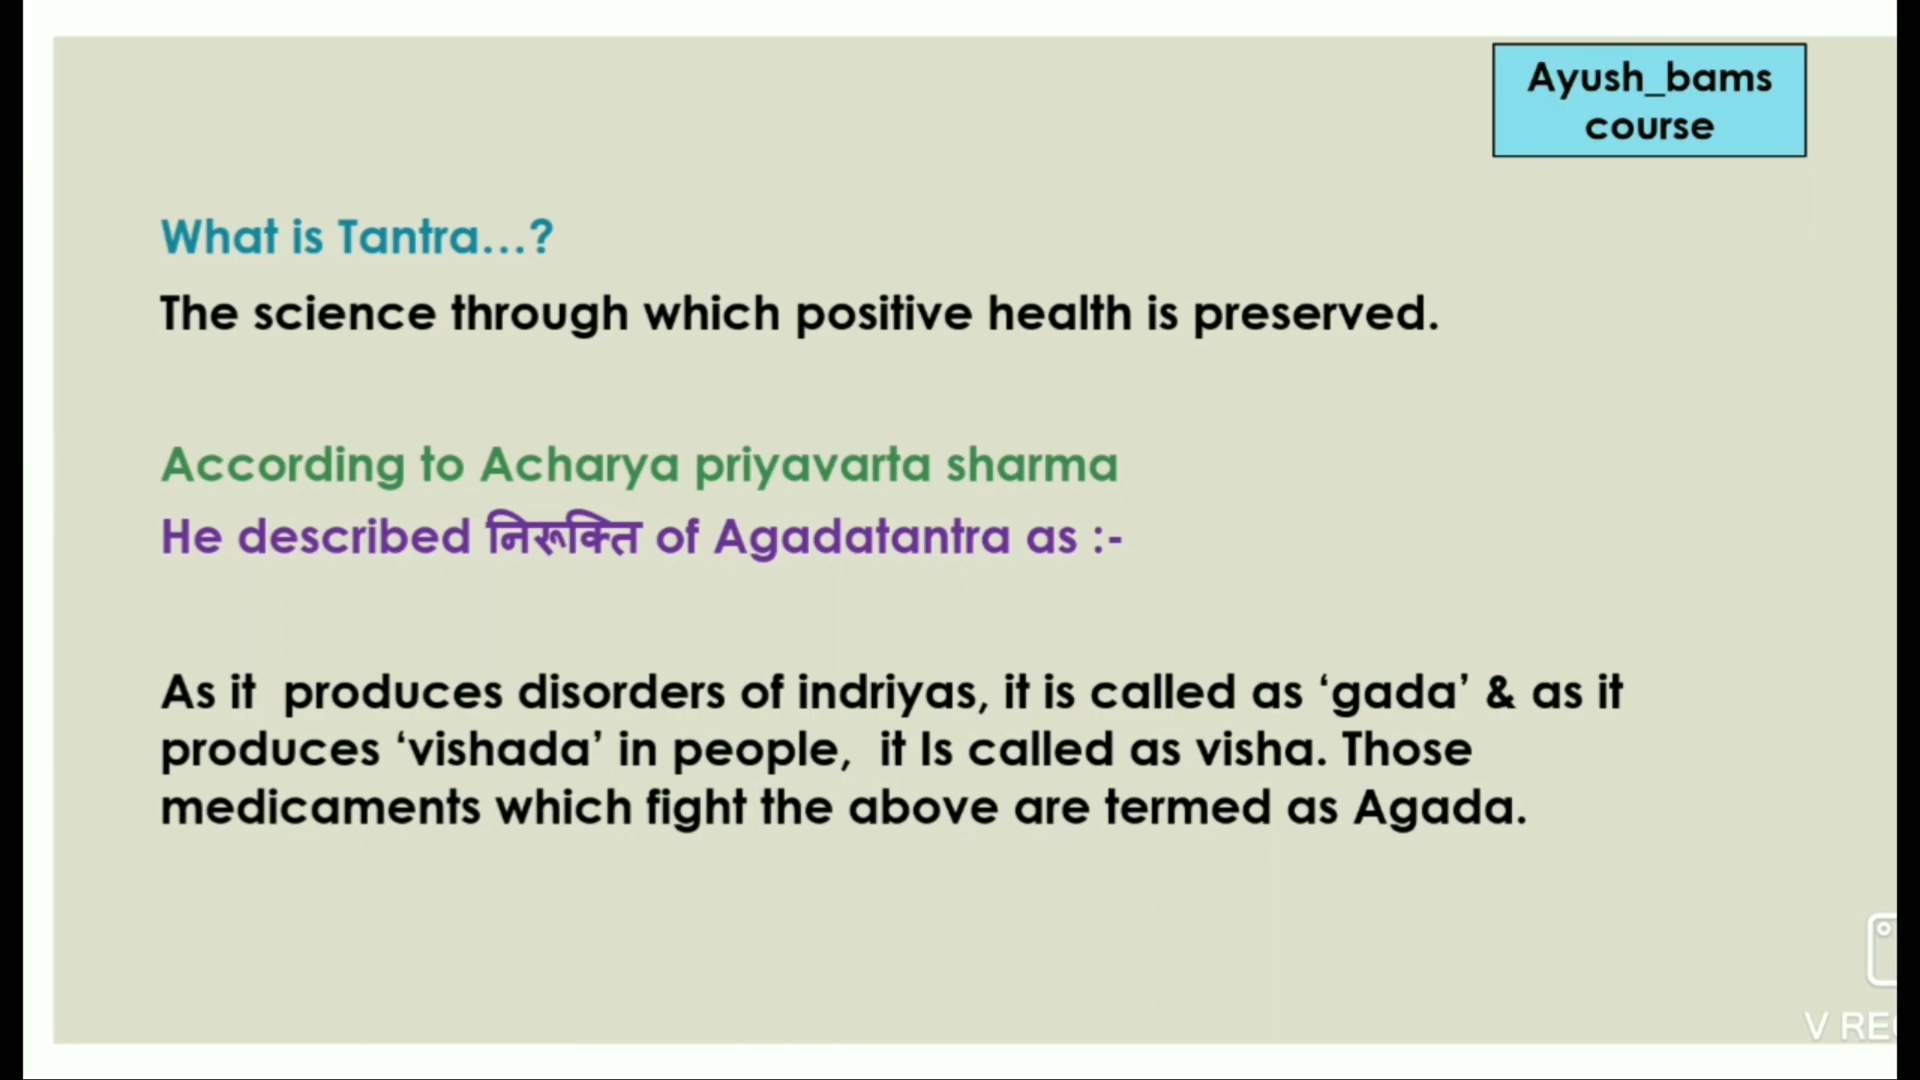 Ayush_bams
course
What is Tantra...?
The science through which positive health is preserved.
According to Acharya priyavarta sharma
He described निरूक्ति of Agadatantra as :-
As it produces disorders of indriyas, it is called as ‘gada’ & as it
produces ‘vishada’ in people, it Is called as visha. Those
medicaments which fight the above are termed as Agada.
V RE